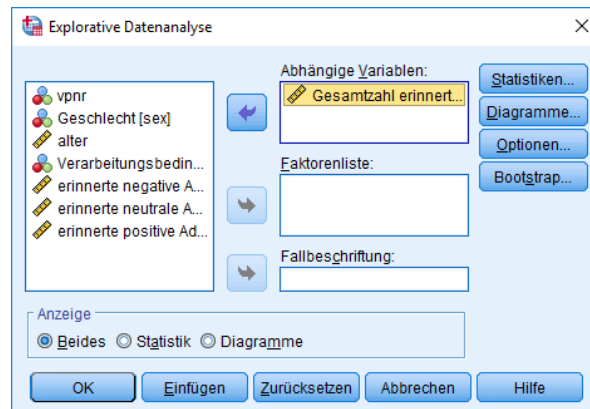 Explorative Datenanalyse
vpnr
Geschlecht [sex]
alter
Verarbeitungsbedin...
erinnerte negative A...
erinnerte neutrale A...
erinnerte positive Ad...
Abhängige Variablen:
Gesamtzahl erinnert...
Faktorenliste:
Fallbeschriftung:
Statistiken...
Diagramme...
Optionen...
Bootstrap...
Anzeige
Beides Statistik Diagramme
OK Einfügen Zurücksetzen Abbrechen Hilfe